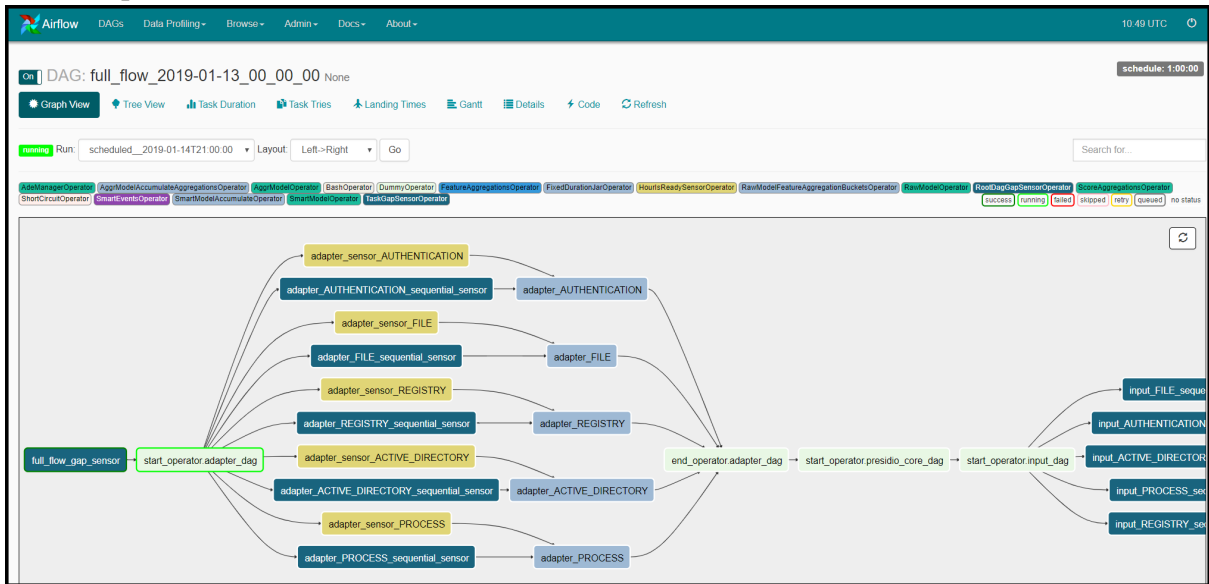 Airflow DAGs Data Profiling Browse Admin Docs About 10:49 UTC
On DAG: full_flow_2019-01-13_00_00_00 None schedule: 1:00:00
Graph View Tree View Task Duration Task Tries Landing Times Gantt Details Code Refresh
running Run: scheduled__2019-01-14T21:00:00 Layout: Left->Right Go Search for...
AdeManagerOperator AggrModelAccumulateAggregationsOperator AggrModelOperator BashOperator DummyOperator FeatureAggregationsOperator FixedDurationJarOperator HourIsReadySensorOperator RawModelFeatureAggregationBucketsOperator RawModelOperator RootDagGapSensorOperator ScoreAggregationsOperator
ShortCircuitOperator SmartEventsOperator SmartModelAccumulateOperator SmartModelOperator TaskGapSensorOperator success running failed skipped retry queued no status
adapter_sensor_AUTHENTICATION
adapter_AUTHENTICATION_sequential_sensor adapter_AUTHENTICATION
adapter_sensor_FILE
adapter_FILE_sequential_sensor adapter_FILE
adapter_sensor_REGISTRY input_FILE_seque
adapter_REGISTRY_sequential_sensor adapter_REGISTRY input_AUTHENTICATION
full_flow_gap_sensor start_operator.adapter_dag adapter_sensor_ACTIVE_DIRECTORY end_operator.adapter_dag start_operator.presidio_core_dag start_operator.input_dag input_ACTIVE_DIRECTOR
adapter_ACTIVE_DIRECTORY_sequential_sensor adapter_ACTIVE_DIRECTORY input_PROCESS_sec
adapter_sensor_PROCESS input_REGISTRY_se
adapter_PROCESS_sequential_sensor adapter_PROCESS